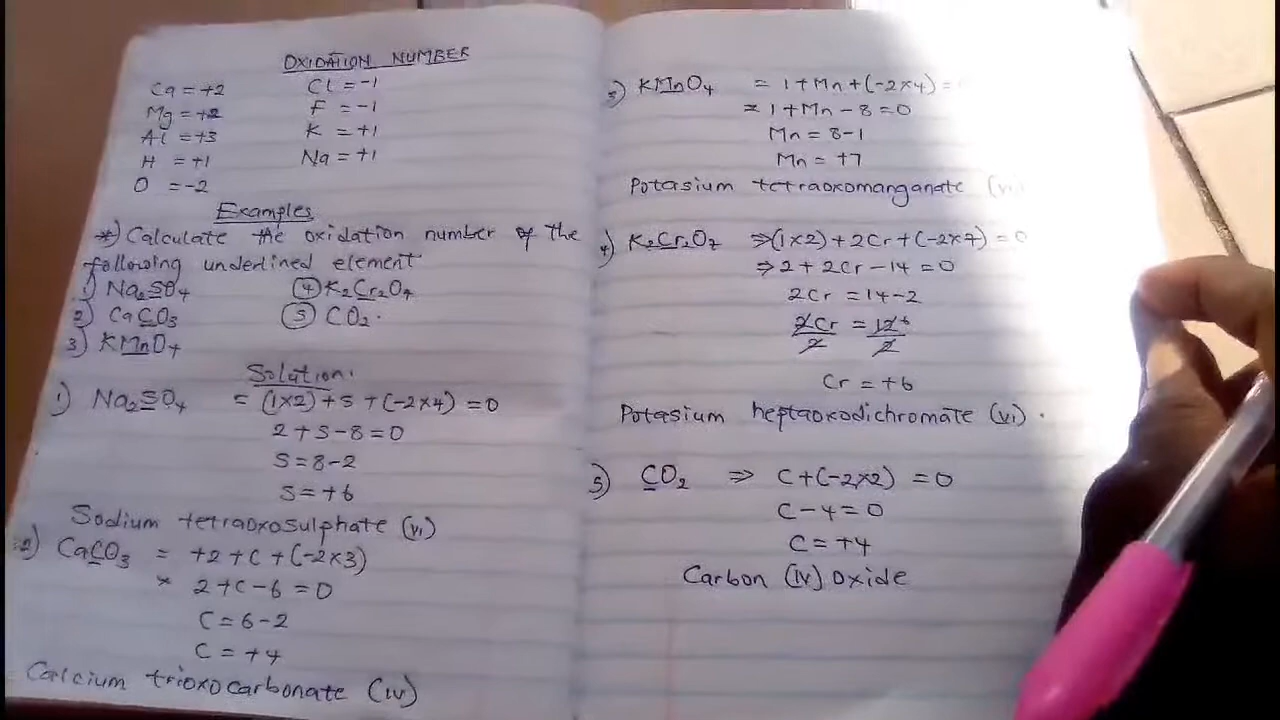 OXIDATION NUMBER
Ca = +2 Cl = -1
Mg = +2 F = -1
Al = +3 K = +1
H = +1 Na = +1
O = -2
Examples
*) Calculate the oxidation number of the
following underlined element
1) Na2SO4 (4) K2Cr2O7
2) CaCO3 (5) CO2.
3) KMnO4
Solution.
1) Na2SO4 = (1x2) + S + (-2x4) = 0
2 + S - 8 = 0
S = 8 - 2
S = +6
Sodium tetraoxosulphate (vi)
2) CaCO3 = +2 + C + (-2x3)
2 + C - 6 = 0
C = 6 - 2
C = +4
Calcium trioxocarbonate (iv)
3) KMnO4 = 1 + Mn + (-2x4) =
= 1 + Mn - 8 = 0
Mn = 8 - 1
Mn = +7
Potasium tetraoxomanganate
4) K2Cr2O7 ⇒ (1x2) + 2Cr + (-2x7) = 0
⇒ 2 + 2Cr - 14 = 0
2Cr = 14 - 2
2Cr/2 = 12/2 6
Cr = +6
Potasium heptaoxodichromate (vi).
5) CO2 ⇒ C + (-2x2) = 0
C - 4 = 0
C = +4
Carbon (iv) oxide